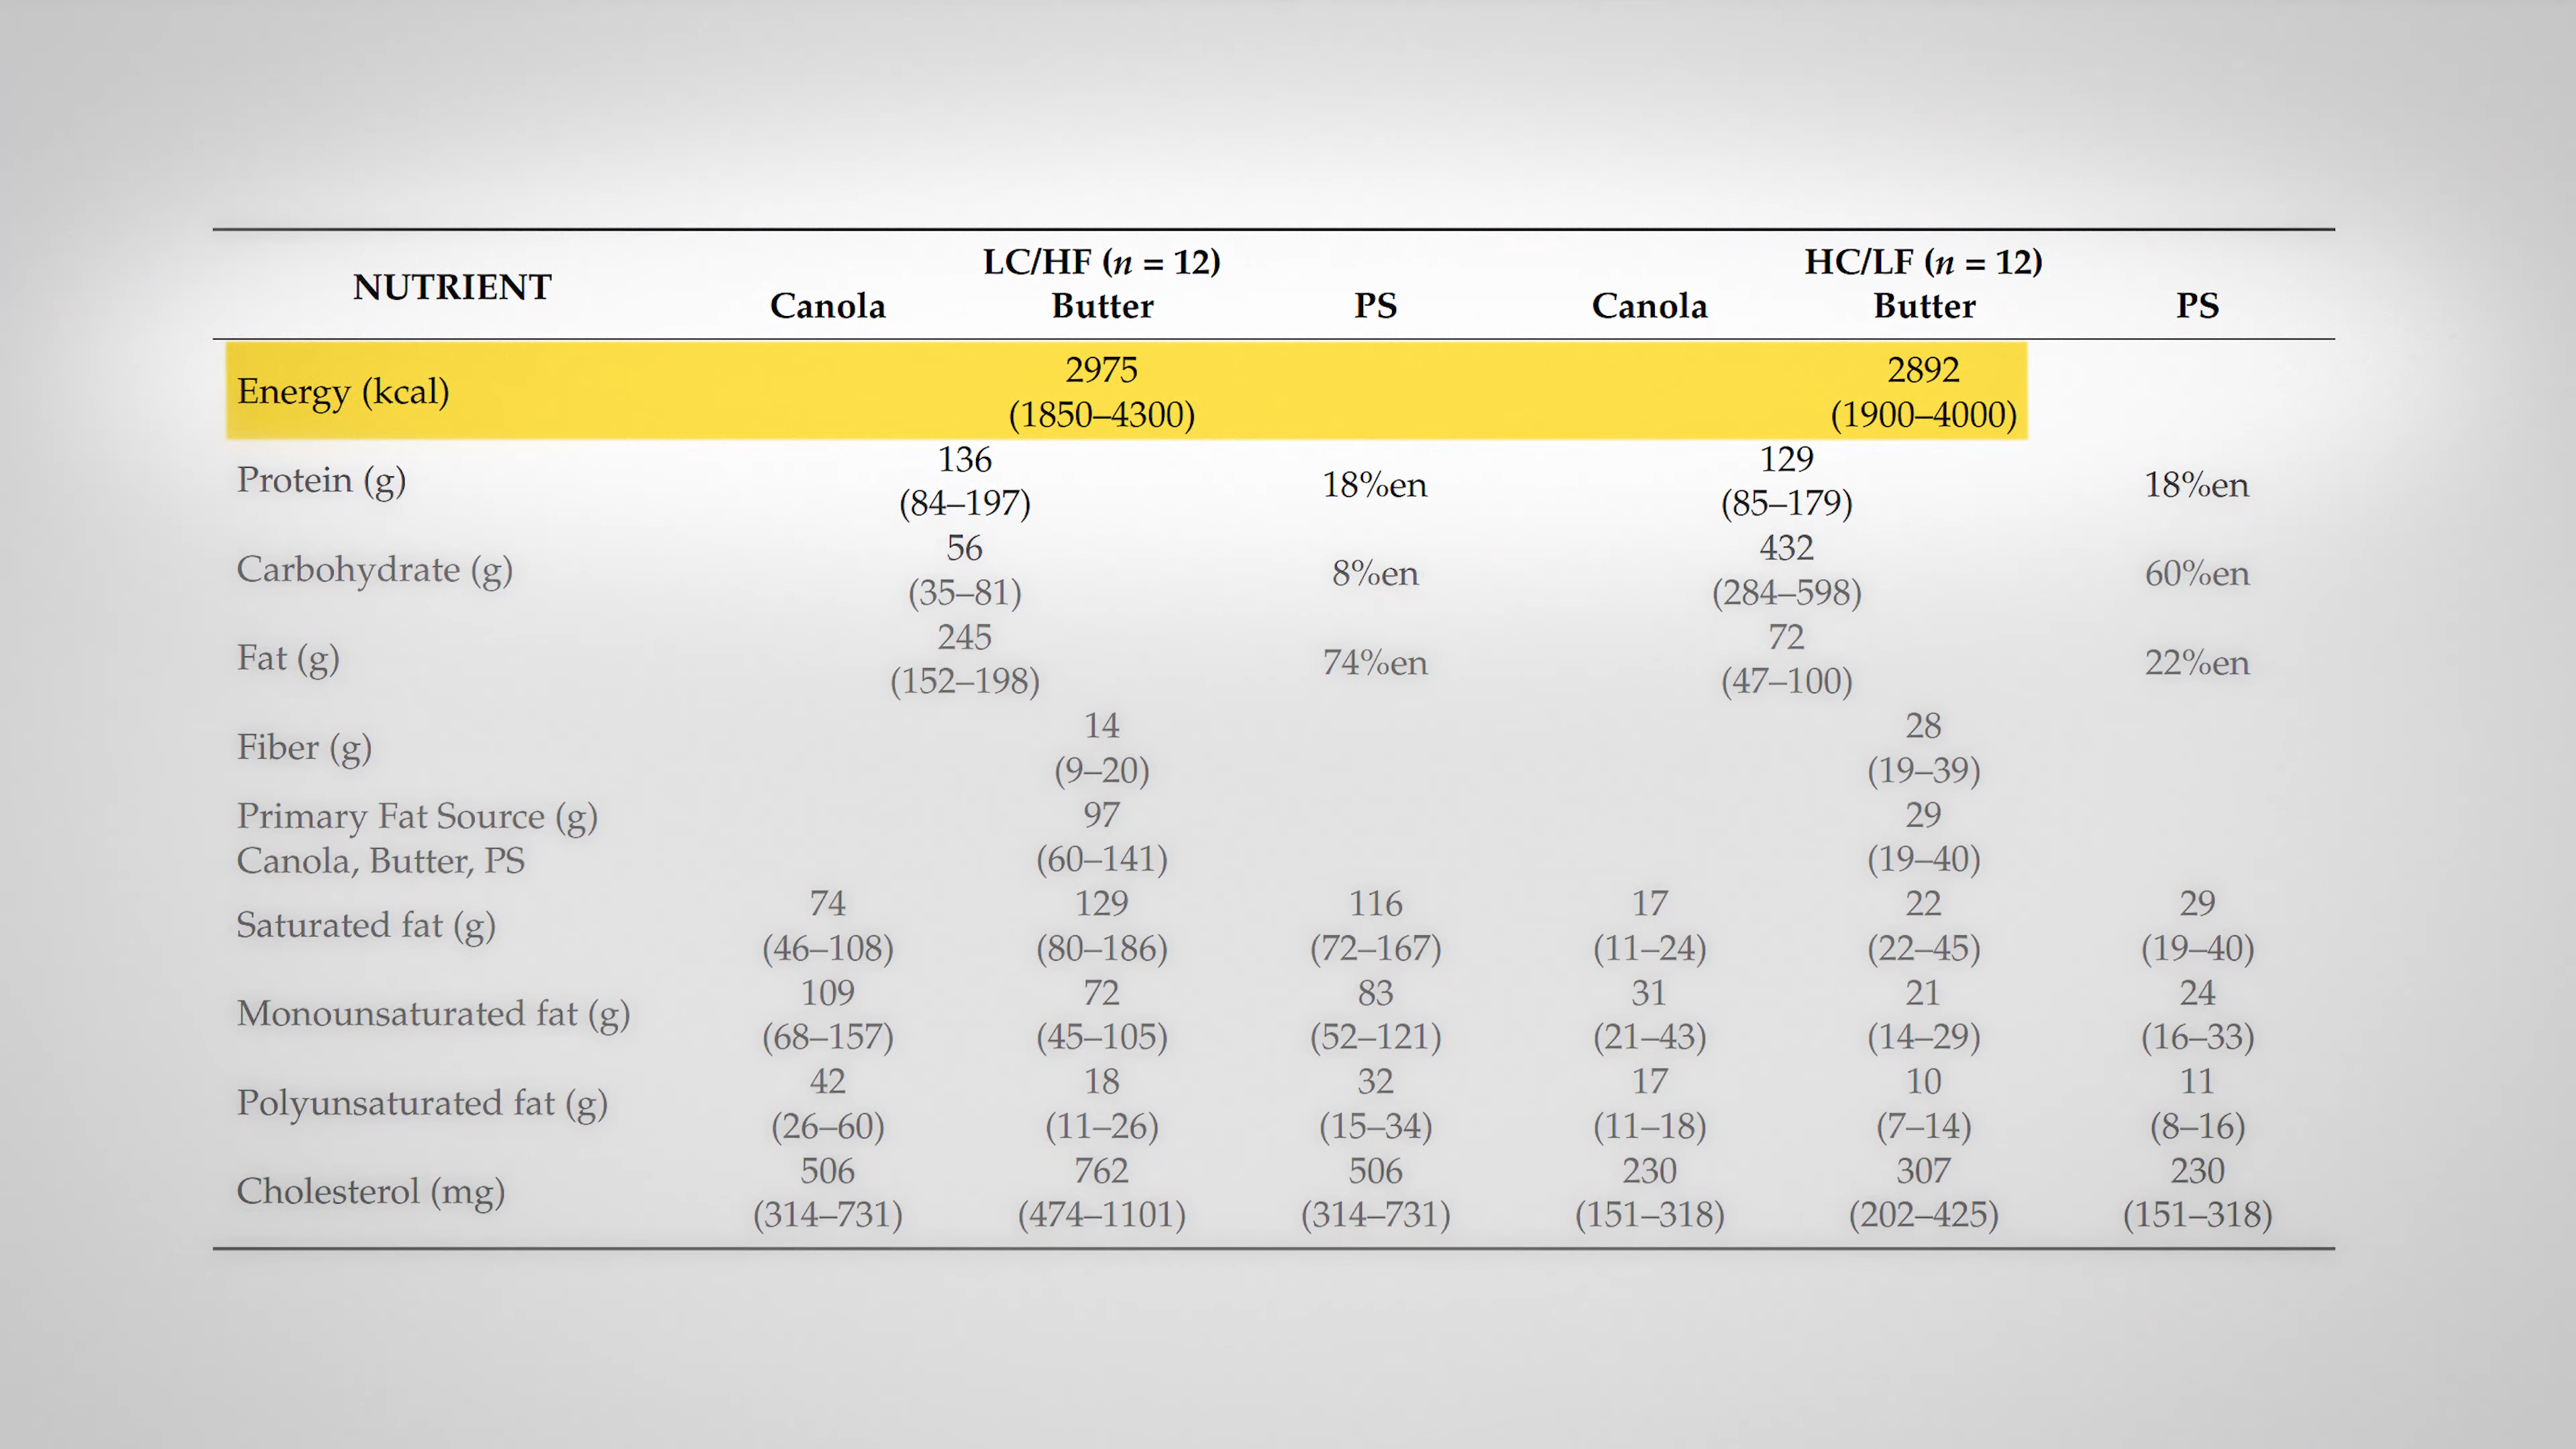 NUTRIENT LC/HF (n = 12) HC/LF (n = 12)
Canola Butter PS Canola Butter PS
Energy (kcal) 2975 2892
(1850–4300) (1900–4000)
Protein (g) 136 18%en 129 18%en
(84–197) (85–179)
Carbohydrate (g) 56 8%en 432 60%en
(35–81) (284–598)
Fat (g) 245 74%en 72 22%en
(152–198) (47–100)
Fiber (g) 14 28
(9–20) (19–39)
Primary Fat Source (g) 97 29
Canola, Butter, PS (60–141) (19–40)
Saturated fat (g) 74 129 116 17 22 29
(46–108) (80–186) (72–167) (11–24) (22–45) (19–40)
Monounsaturated fat (g) 109 72 83 31 21 24
(68–157) (45–105) (52–121) (21–43) (14–29) (16–33)
Polyunsaturated fat (g) 42 18 32 17 10 11
(26–60) (11–26) (15–34) (11–18) (7–14) (8–16)
Cholesterol (mg) 506 762 506 230 307 230
(314–731) (474–1101) (314–731) (151–318) (202–425) (151–318)